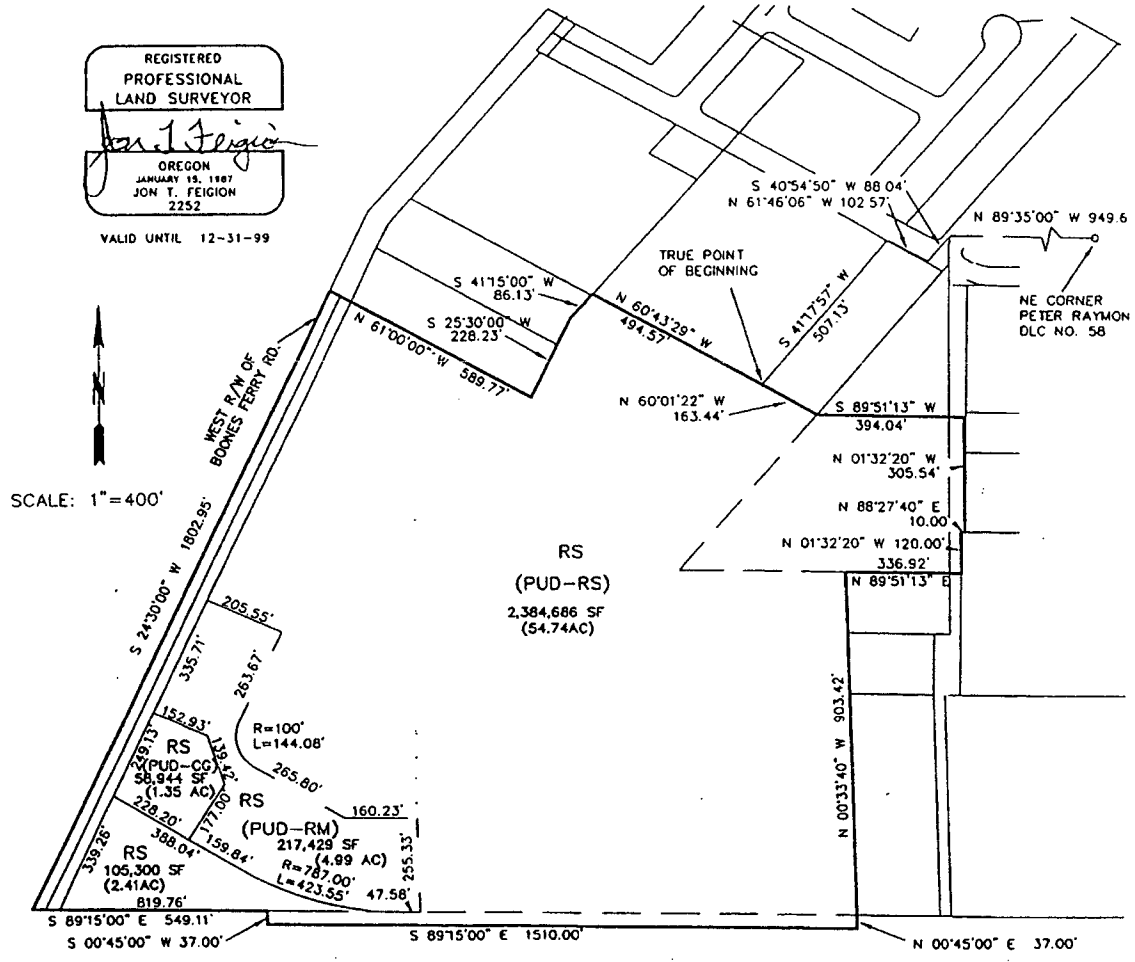 REGISTERED
PROFESSIONAL
LAND SURVEYOR
Jon T Feigion
OREGON
JANUARY 15, 1987
JON T. FEIGION
2252
VALID UNTIL 12-31-99
N
SCALE: 1"=400'
S 40°54'50" W 88.04'
N 61°46'06" W 102.57'
N 89°35'00" W 949.6
TRUE POINT
OF BEGINNING
NE CORNER
PETER RAYMON
DLC NO. 58
S 41°15'00" W
86.13'
S 25°30'00" W
228.23'
N 61°00'00" W 589.77'
N 60°43'29" W
494.57'
S 41°17'57" W
507.13'
N 60°01'22" W
163.44'
S 89°51'13" W
394.04'
N 01°32'20" W
305.54'
N 88°27'40" E
10.00'
N 01°32'20" W 120.00'
336.92'
N 89°51'13" E
WEST R/W OF
BOONES FERRY RD.
S 24°30'00" W 1802.95'
RS
(PUD-RS)
2,384,686 SF
(54.74AC)
205.55'
335.71'
263.67'
R=100'
L=144.08'
265.80'
160.23'
255.33'
152.93'
249.13'
139.42'
RS
(PUD-CG)
58,944 SF
(1.35 AC)
177.00'
RS
(PUD-RM)
217,429 SF
(4.99 AC)
228.20'
388.04'
159.84'
R=787.00'
L=423.55'
47.58'
339.26'
RS
105,300 SF
(2.41AC)
819.76'
N 00°33'40" W 903.42'
S 89°15'00" E 549.11'
S 00°45'00" W 37.00'
S 89°15'00" E 1510.00'
N 00°45'00" E 37.00'